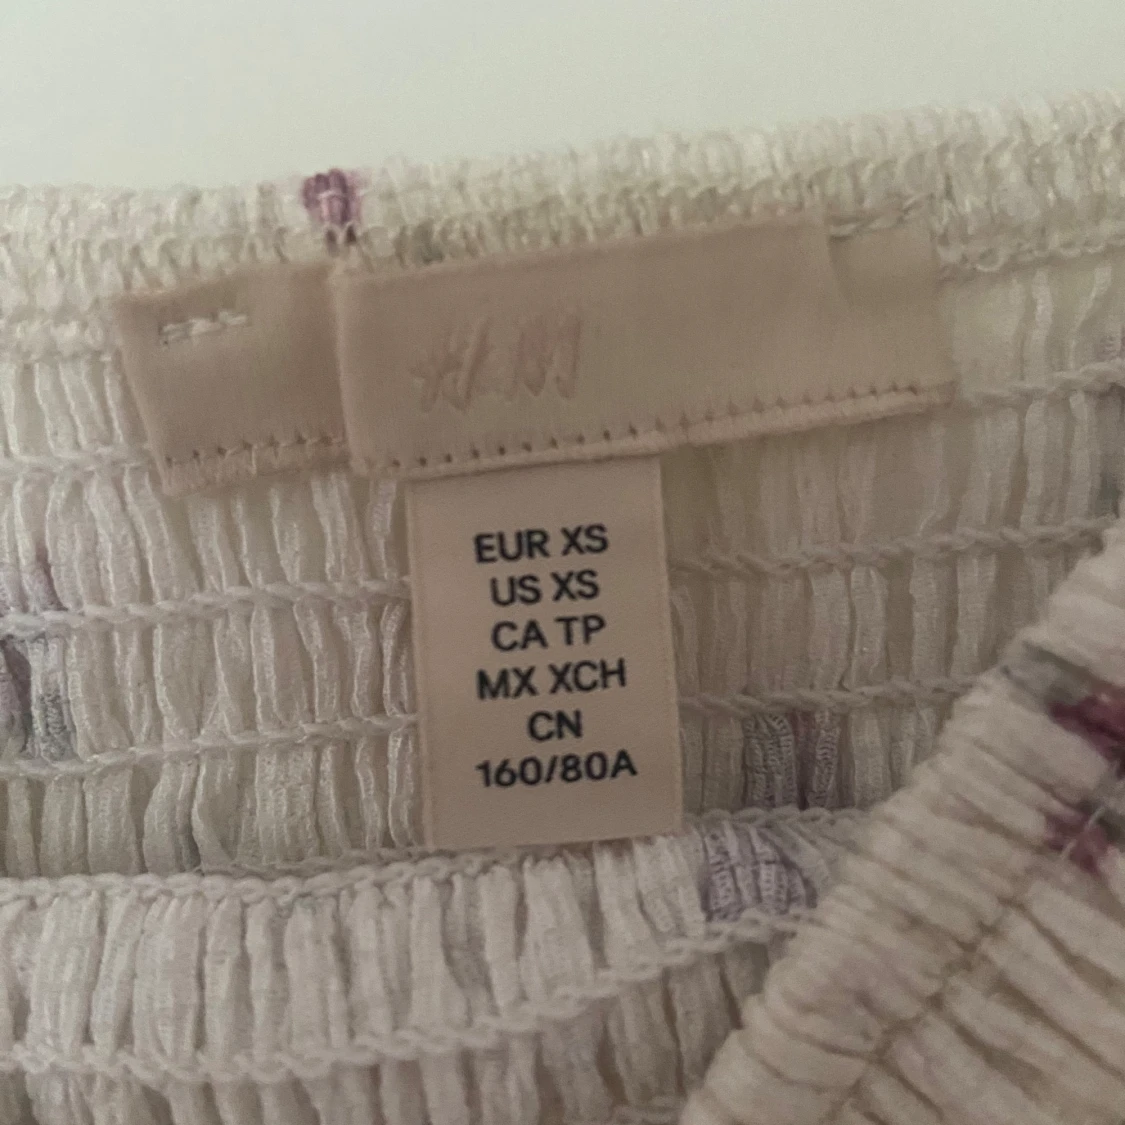 H&M
EUR XS
US XS
CA TP
MX XCH
CN
160/80A